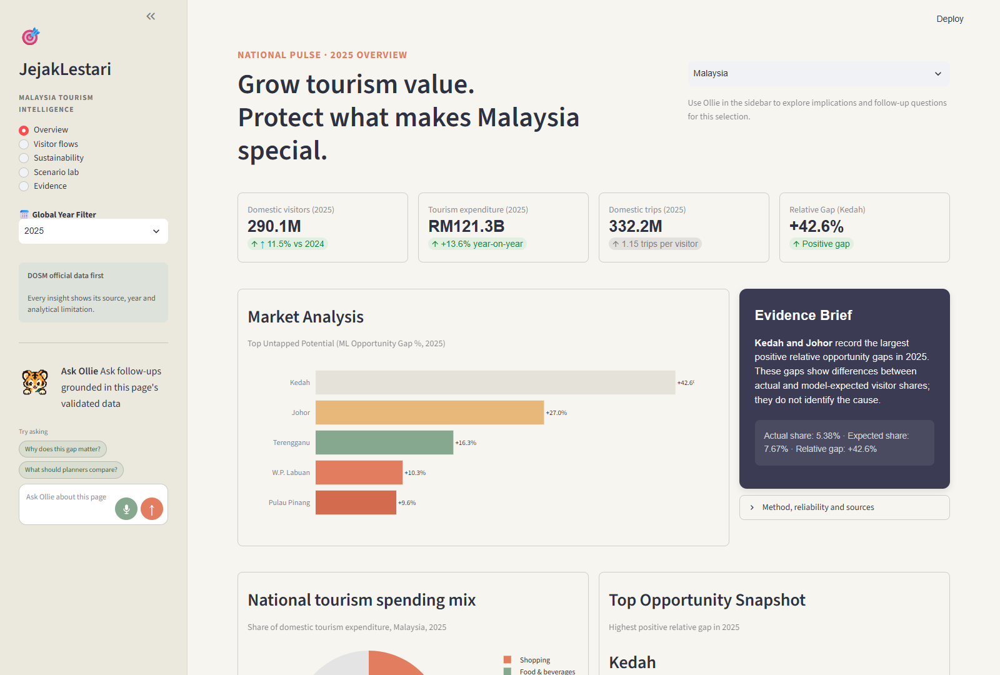 JejakLestari
MALAYSIA TOURISM
INTELLIGENCE
Overview
Visitor flows
Sustainability
Scenario lab
Evidence
Global Year Filter
2025
DOSM official data first
Every insight shows its source, year and
analytical limitation.
Ask Ollie Ask follow-ups
grounded in this page's
validated data
Try asking
Why does this gap matter?
What should planners compare?
Ask Ollie about this page
Deploy
NATIONAL PULSE · 2025 OVERVIEW
Grow tourism value.
Protect what makes Malaysia
special.
Malaysia
Use Ollie in the sidebar to explore implications and follow-up questions
for this selection.
Domestic visitors (2025)
290.1M
↑ ↑ 11.5% vs 2024
Tourism expenditure (2025)
RM121.3B
↑ +13.6% year-on-year
Domestic trips (2025)
332.2M
↑ 1.15 trips per visitor
Relative Gap (Kedah)
+42.6%
↑ Positive gap
Market Analysis
Top Untapped Potential (ML Opportunity Gap %, 2025)
Kedah +42.6
Johor +27.0%
Terengganu +16.3%
W.P. Labuan +10.3%
Pulau Pinang +9.6%
Evidence Brief
Kedah and Johor record the largest
positive relative opportunity gaps in 2025.
These gaps show differences between
actual and model-expected visitor shares;
they do not identify the cause.
Actual share: 5.38% · Expected share:
7.67% · Relative gap: +42.6%
Method, reliability and sources
National tourism spending mix
Share of domestic tourism expenditure, Malaysia, 2025
Shopping
Food & beverages
Top Opportunity Snapshot
Highest positive relative gap in 2025
Kedah